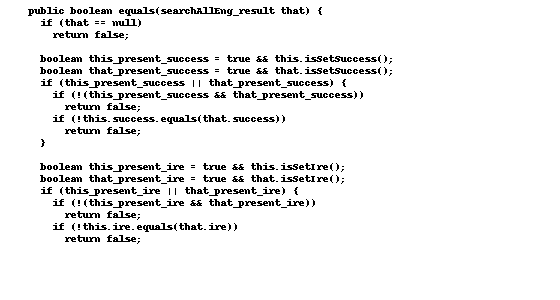 public boolean equals(searchAllEng_result that) {
if (that == null)
return false;
boolean this_present_success = true && this.isSetSuccess();
boolean that_present_success = true && that.isSetSuccess();
if (this_present_success || that_present_success) {
if (!(this_present_success && that_present_success))
return false;
if (!this.success.equals(that.success))
return false;
}
boolean this_present_ire = true && this.isSetIre();
boolean that_present_ire = true && that.isSetIre();
if (this_present_ire || that_present_ire) {
if (!(this_present_ire && that_present_ire))
return false;
if (!this.ire.equals(that.ire))
return false;